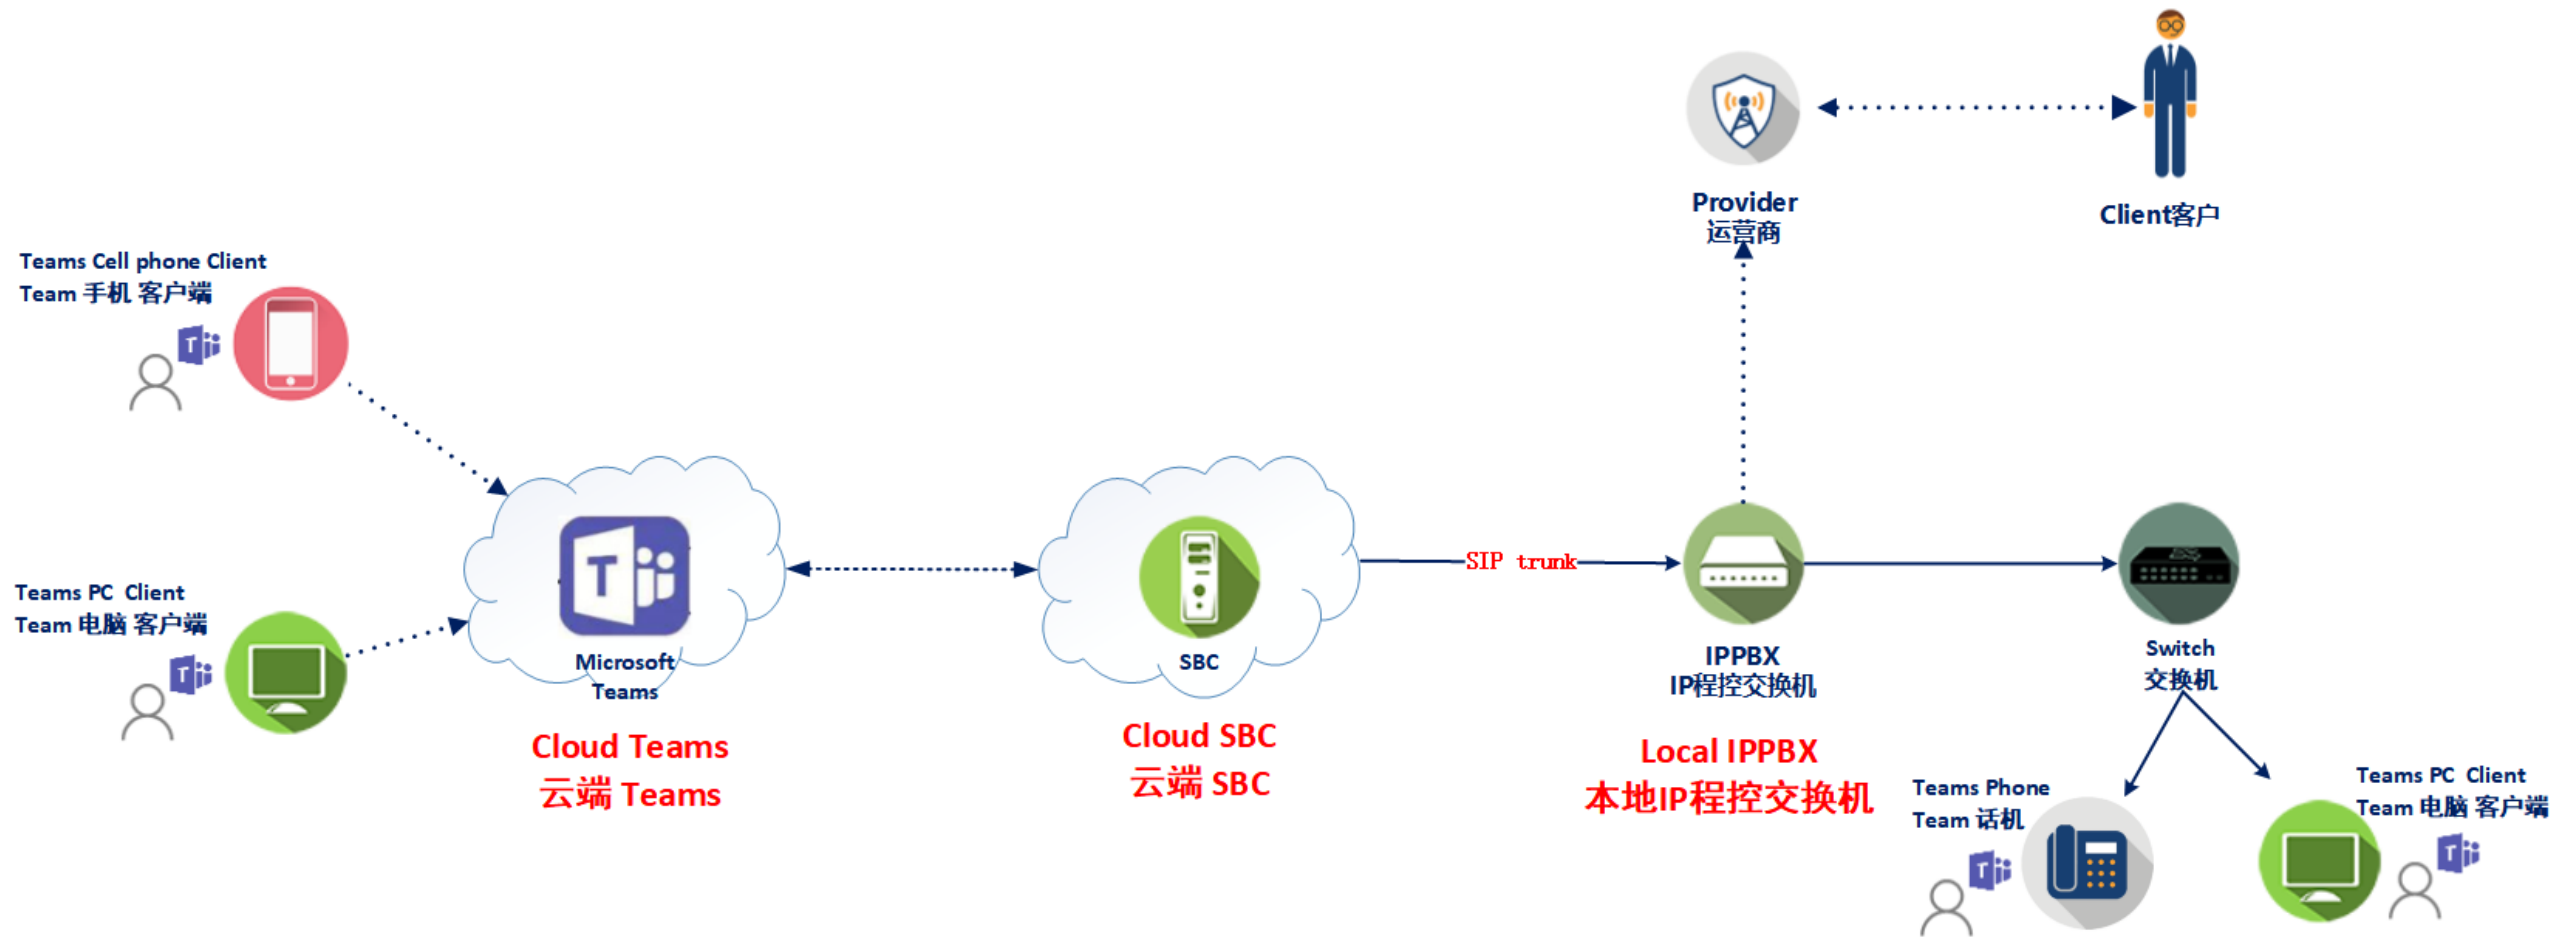 Provider
运营商
Client客户
Teams Cell phone Client
Team 手机 客户端
Teams PC  Client
Team 电脑 客户端
Microsoft
Teams
Cloud Teams
云端 Teams
SBC
Cloud SBC
云端 SBC
SIP trunk
IPPBX
IP程控交换机
Local IPPBX
本地IP程控交换机
Switch
交换机
Teams Phone
Team 话机
Teams PC  Client
Team 电脑 客户端